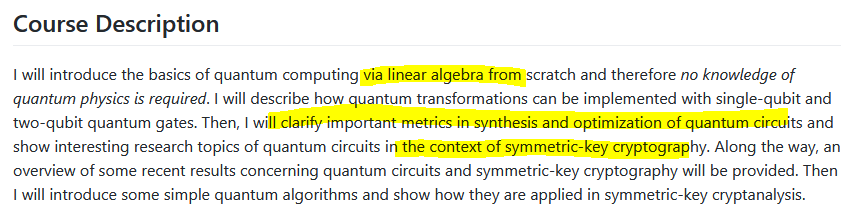 Course Description
I will introduce the basics of quantum computing via linear algebra from scratch and therefore no knowledge of
quantum physics is required. I will describe how quantum transformations can be implemented with single-qubit and
two-qubit quantum gates. Then, I will clarify important metrics in synthesis and optimization of quantum circuits and
show interesting research topics of quantum circuits in the context of symmetric-key cryptography. Along the way, an
overview of some recent results concerning quantum circuits and symmetric-key cryptography will be provided. Then
I will introduce some simple quantum algorithms and show how they are applied in symmetric-key cryptanalysis.